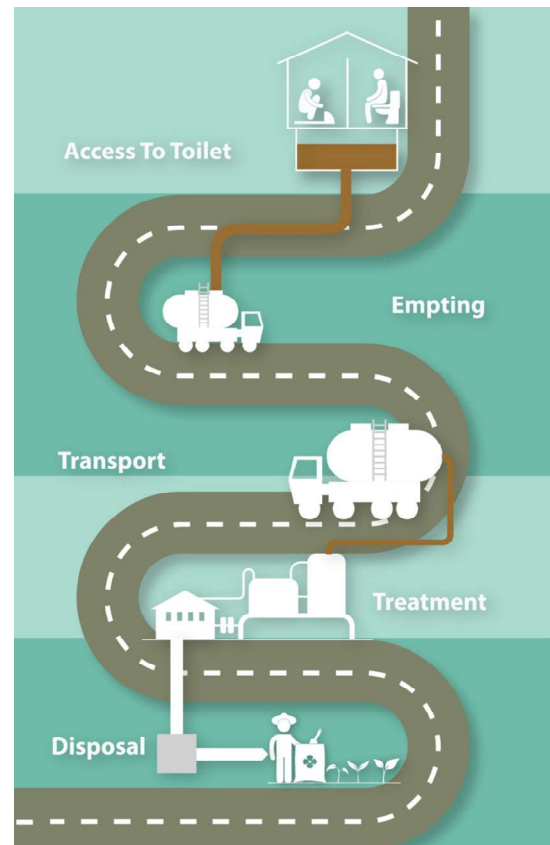 Access To Toilet
Empting
Transport
Treatment
Disposal